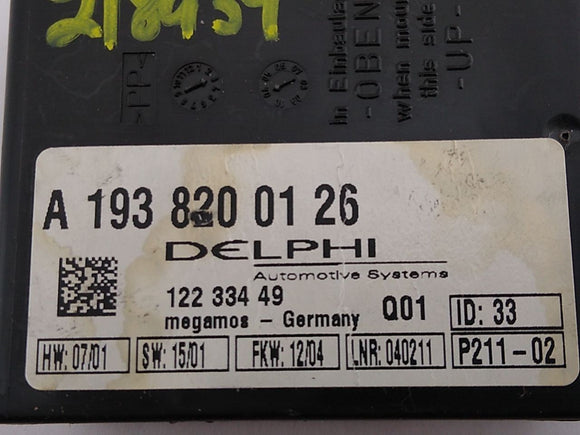 218437
>PP<
in Einbaulage
-OBEN-
when mounted
this side
-UP-
A 193 820 01 26
DELPHI
Automotive Systems
122 334 49
megamos - Germany
Q01
ID: 33
HW: 07/01
SW: 15/01
FKW: 12/04
LNR: 040211
P211-02